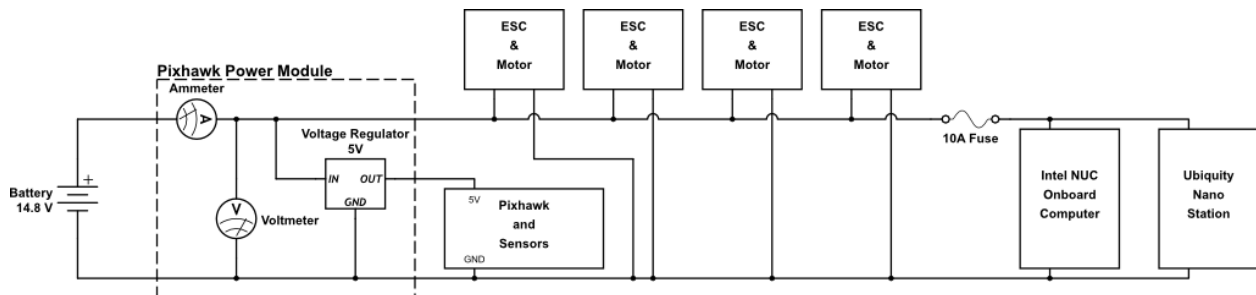 ESC
&
Motor
ESC
&
Motor
ESC
&
Motor
ESC
&
Motor
Pixhawk Power Module
Ammeter
A
Voltage Regulator
5V
IN
OUT
GND
10A Fuse
Battery
14.8 V
+
V
Voltmeter
5V
Pixhawk
and
Sensors
GND
Intel NUC
Onboard
Computer
Ubiquity
Nano
Station